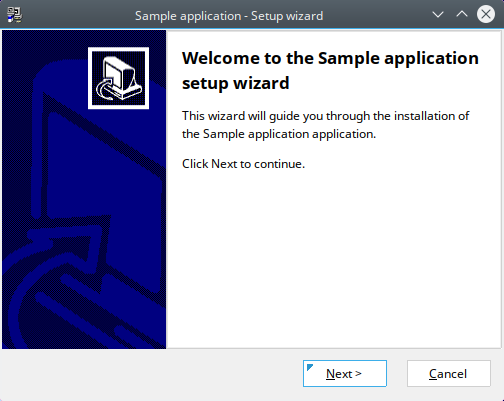 Sample application - Setup wizard
Welcome to the Sample application
setup wizard
This wizard will guide you through the installation of
the Sample application application.
Click Next to continue.
Next >
Cancel